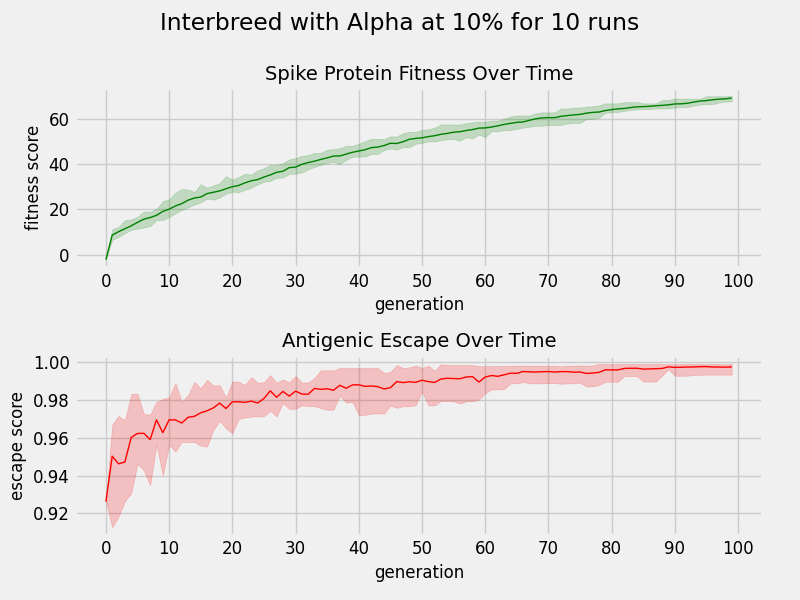 Interbreed with Alpha at 10% for 10 runs
Spike Protein Fitness Over Time
fitness score
60
40
20
0
0 10 20 30 40 50 60 70 80 90 100
generation
Antigenic Escape Over Time
escape score
1.00
0.98
0.96
0.94
0.92
0 10 20 30 40 50 60 70 80 90 100
generation